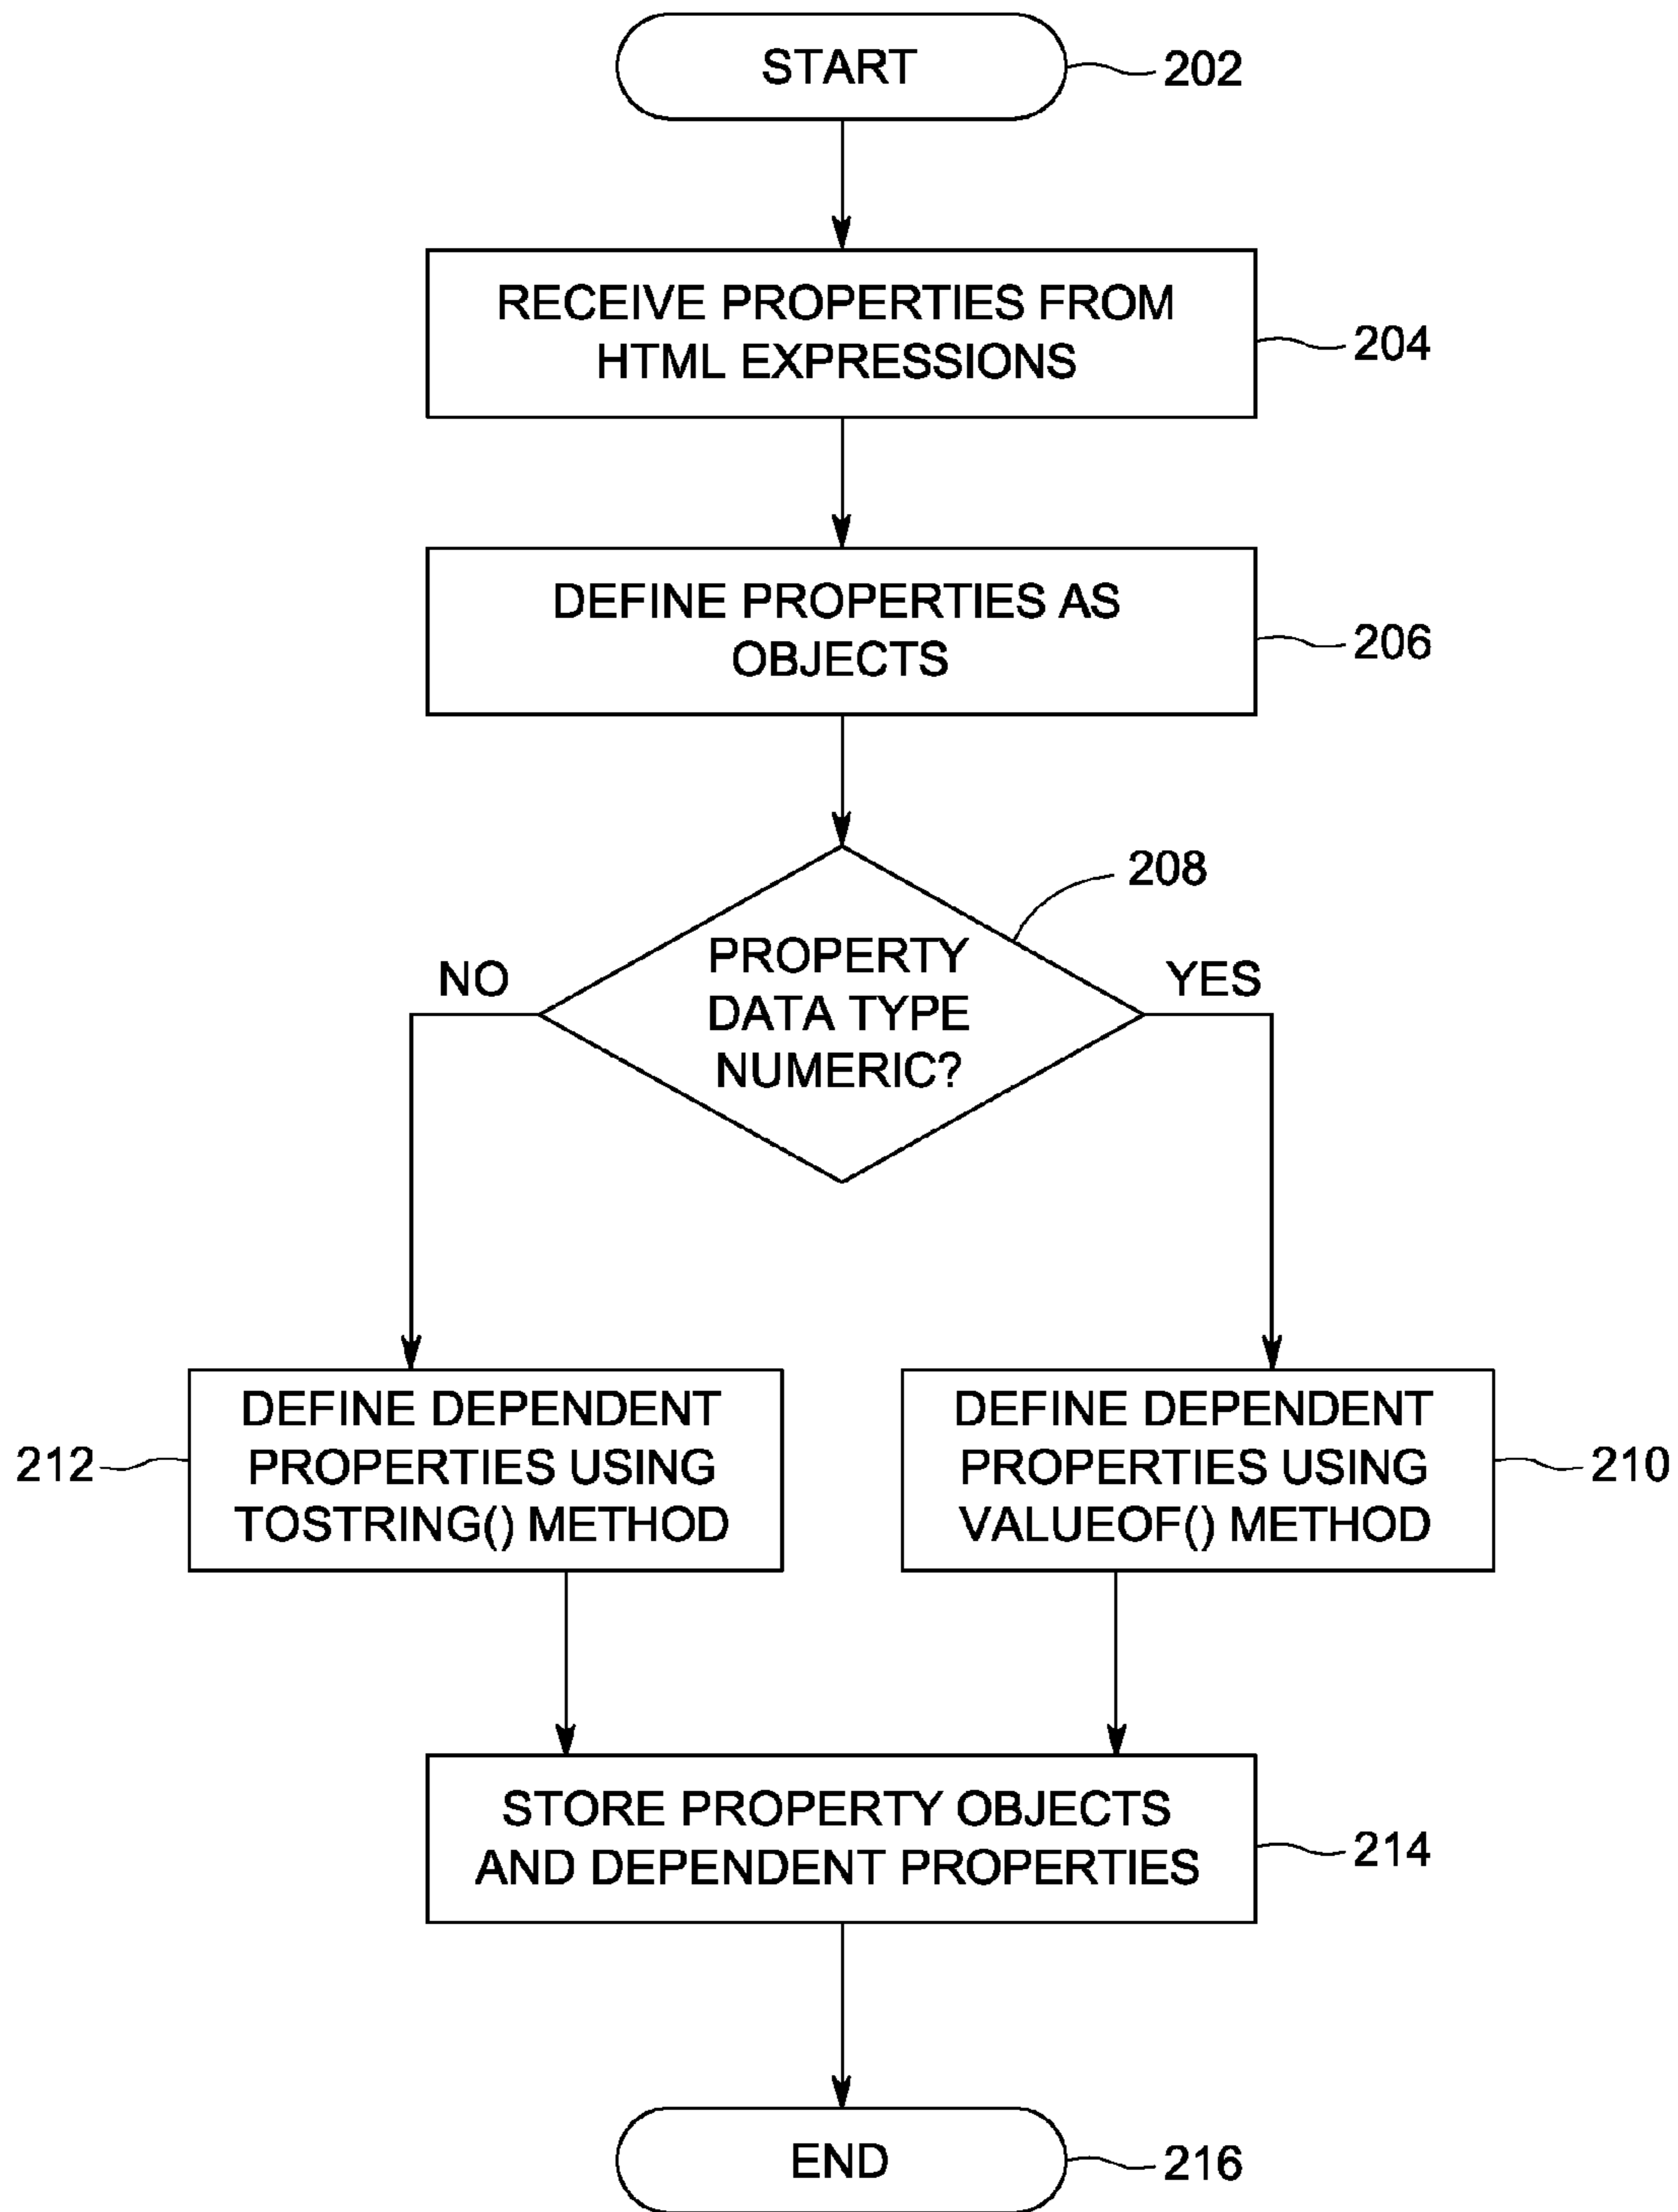 START
202
RECEIVE PROPERTIES FROM
HTML EXPRESSIONS
204
DEFINE PROPERTIES AS
OBJECTS
206
208
PROPERTY
DATA TYPE
NUMERIC?
NO
YES
DEFINE DEPENDENT
PROPERTIES USING
TOSTRING() METHOD
212
DEFINE DEPENDENT
PROPERTIES USING
VALUEOF() METHOD
210
STORE PROPERTY OBJECTS
AND DEPENDENT PROPERTIES
214
END
216